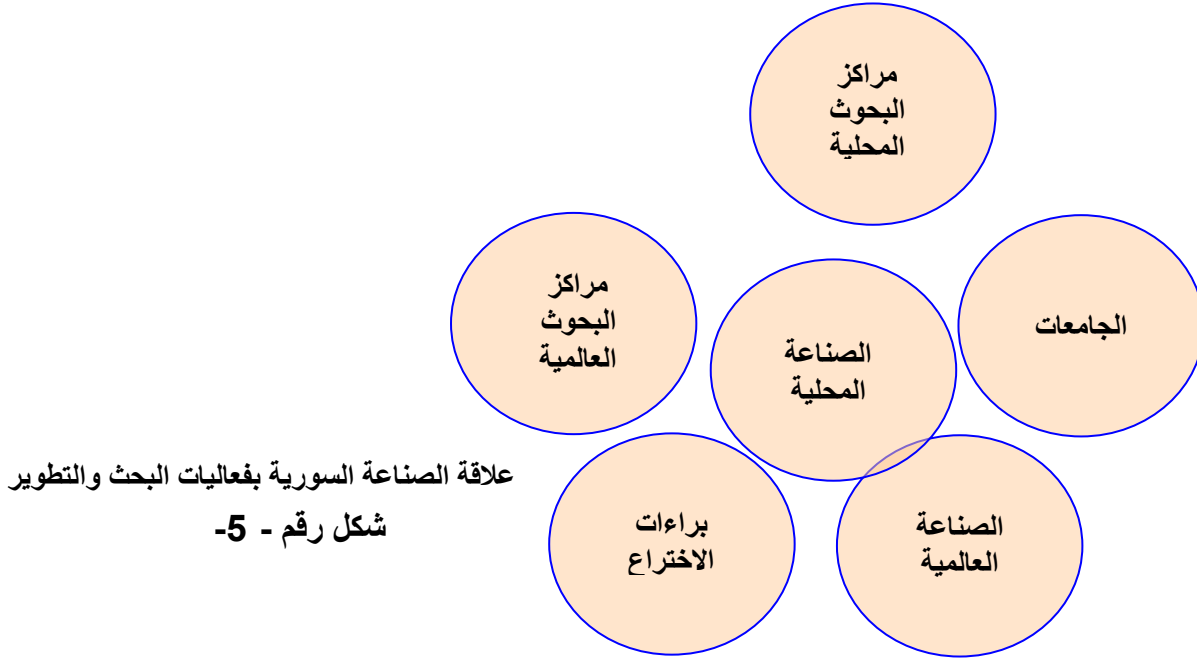 مراكز
البحوث
المحلية
مراكز
البحوث
العالمية
الجامعات
الصناعة
المحلية
علاقة الصناعة السورية بفعاليات البحث والتطوير
شكل رقم - 5-
براءات
الاختراع
الصناعة
العالمية